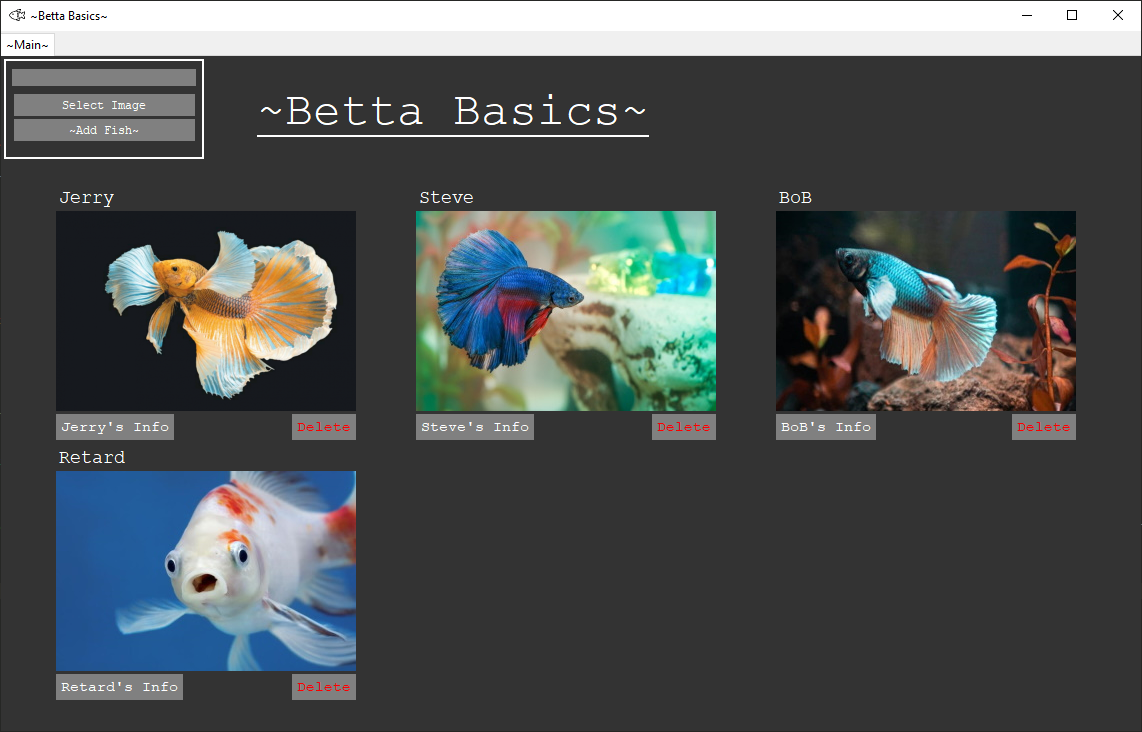 ~Betta Basics~
~Main~
Select Image
~Add Fish~
~Betta Basics~
Jerry
Steve
BoB
Jerry's Info
Delete
Steve's Info
Delete
BoB's Info
Delete
Retard
Retard's Info
Delete